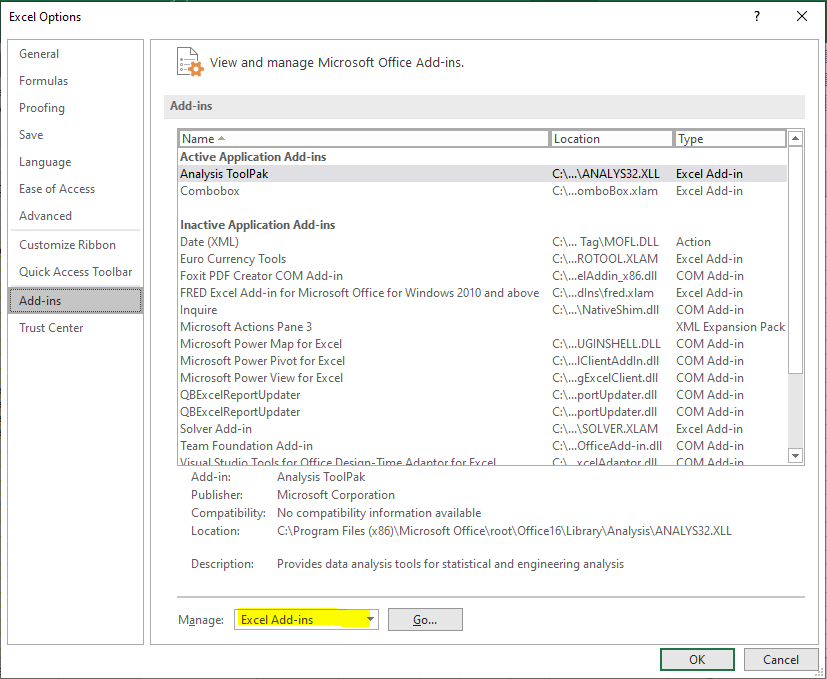 Excel Options
?
General
Formulas
Proofing
Save
Language
Ease of Access
Advanced
Customize Ribbon
Quick Access Toolbar
Add-ins
Trust Center
View and manage Microsoft Office Add-ins.
Add-ins
Name Location Type
Active Application Add-ins
Analysis ToolPak C:\...\ANALYS32.XLL Excel Add-in
Combobox C:\...omboBox.xlam Excel Add-in
Inactive Application Add-ins
Date (XML) C:\... Tag\MOFL.DLL Action
Euro Currency Tools C:\...ROTOOL.XLAM Excel Add-in
Foxit PDF Creator COM Add-in C:\...elAddin_x86.dll COM Add-in
FRED Excel Add-in for Microsoft Office for Windows 2010 and above C:\...dIns\fred.xlam Excel Add-in
Inquire C:\...\NativeShim.dll COM Add-in
Microsoft Actions Pane 3 XML Expansion Pack
Microsoft Power Map for Excel C:\...UGINSHELL.DLL COM Add-in
Microsoft Power Pivot for Excel C:\...lClientAddIn.dll COM Add-in
Microsoft Power View for Excel C:\...gExcelClient.dll COM Add-in
QBExcelReportUpdater C:\...portUpdater.dll COM Add-in
QBExcelReportUpdater C:\...portUpdater.dll COM Add-in
Solver Add-in C:\...\SOLVER.XLAM Excel Add-in
Team Foundation Add-in C:\...OfficeAdd-in.dll COM Add-in
Visual Studio Tools for Office Design-Time Adaptor for Excel C:\...xcelAdaptor.dll COM Add-in
Add-in: Analysis ToolPak
Publisher: Microsoft Corporation
Compatibility: No compatibility information available
Location: C:\Program Files (x86)\Microsoft Office\root\Office16\Library\Analysis\ANALYS32.XLL
Description: Provides data analysis tools for statistical and engineering analysis
Manage: Excel Add-ins Go...
OK Cancel